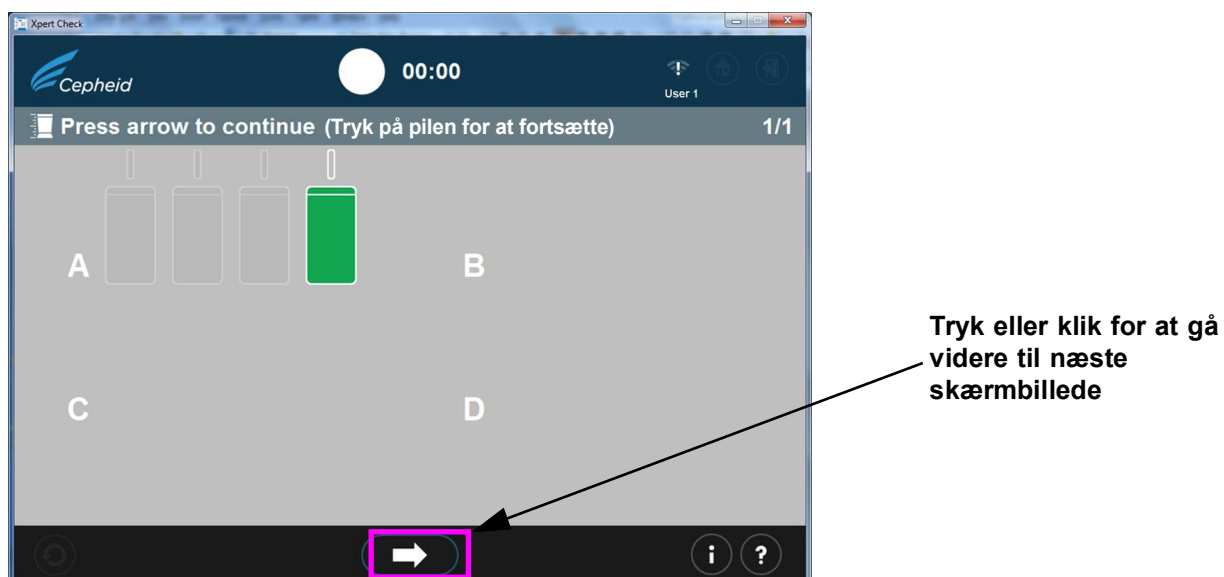 Xpert Check
Cepheid
00:00
User 1
Press arrow to continue (Tryk på pilen for at fortsætte) 1/1
A
B
C
D
i ?
Tryk eller klik for at gå
videre til næste
skærmbillede